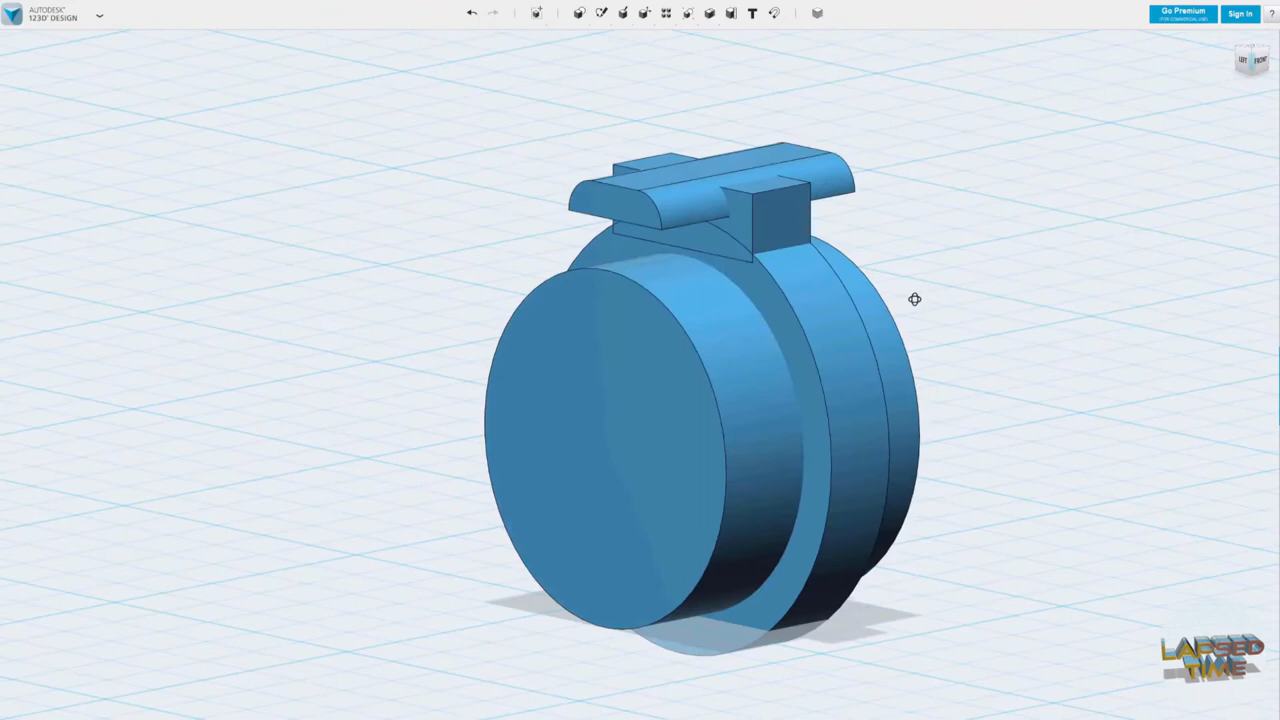 AUTODESK®
123D® DESIGN
Go Premium
(FOR COMMERCIAL USE)
Sign In
?
T
LEFT
FRONT
LAPSED
TIME